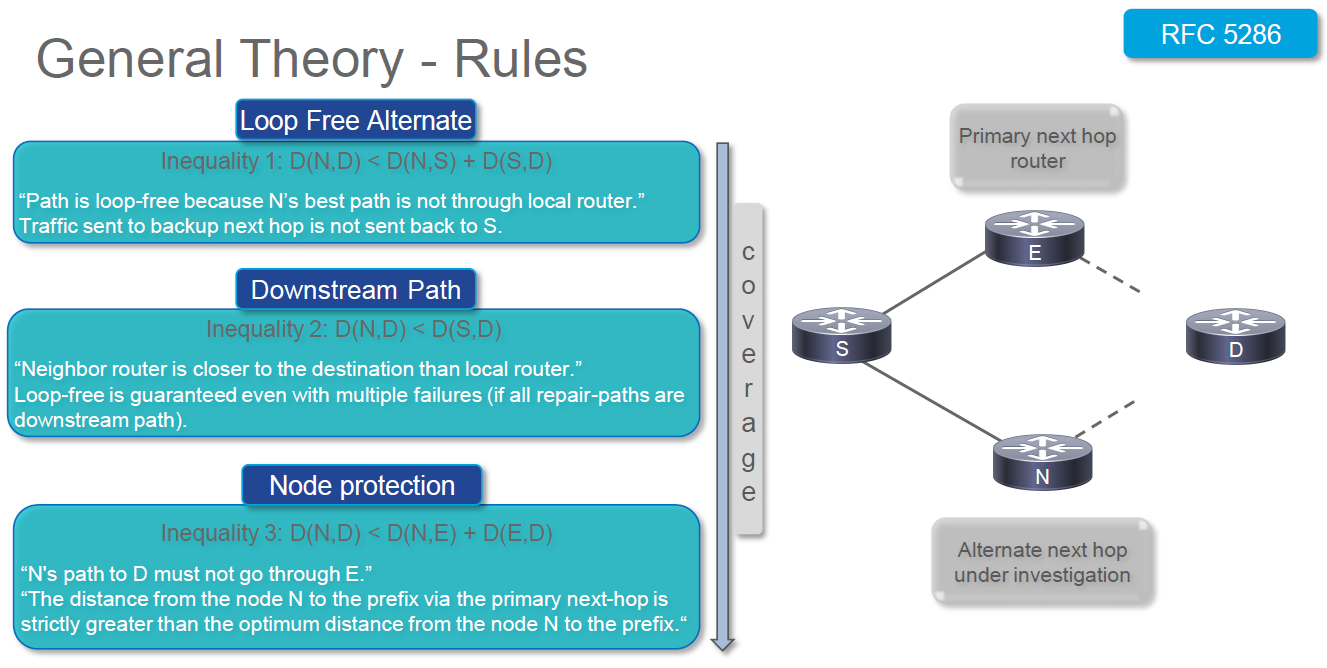 General Theory - Rules
RFC 5286
Loop Free Alternate
Inequality 1: D(N,D) < D(N,S) + D(S,D)
“Path is loop-free because N’s best path is not through local router.”
Traffic sent to backup next hop is not sent back to S.
Downstream Path
Inequality 2: D(N,D) < D(S,D)
“Neighbor router is closer to the destination than local router.”
Loop-free is guaranteed even with multiple failures (if all repair-paths are
downstream path).
Node protection
Inequality 3: D(N,D) < D(N,E) + D(E,D)
“N's path to D must not go through E.”
“The distance from the node N to the prefix via the primary next-hop is
strictly greater than the optimum distance from the node N to the prefix.“
c
o
v
e
r
a
g
e
Primary next hop
router
E
S
D
N
Alternate next hop
under investigation